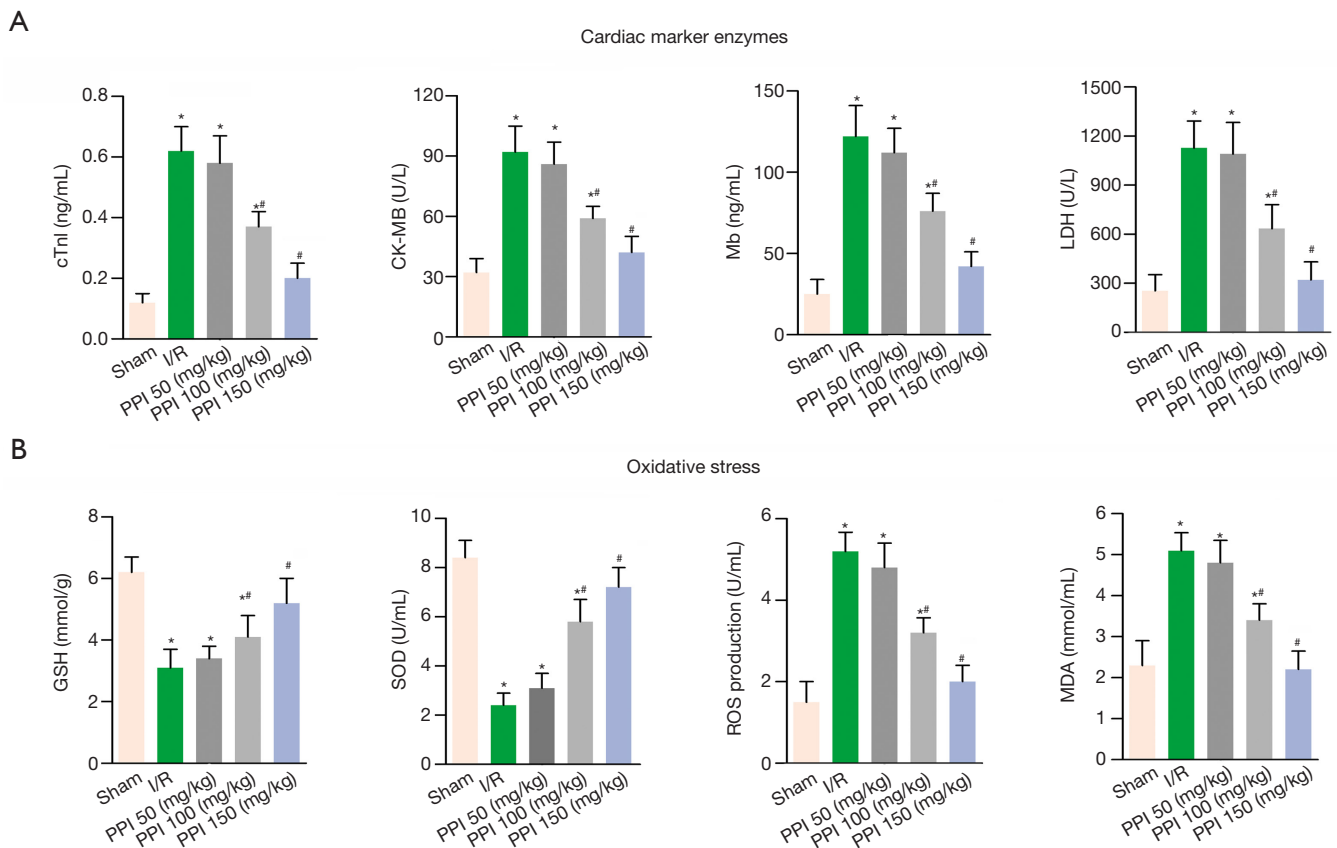 A
Cardiac marker enzymes
cTnI (ng/mL)
0.8
0.6
0.4
0.2
0.0
*
*
*#
#
Sham
I/R
PPI 50 (mg/kg)
PPI 100 (mg/kg)
PPI 150 (mg/kg)
CK-MB (U/L)
120
90
60
30
0
*
*
*#
#
Sham
I/R
PPI 50 (mg/kg)
PPI 100 (mg/kg)
PPI 150 (mg/kg)
Mb (ng/mL)
150
100
50
0
*
*
*#
#
Sham
I/R
PPI 50 (mg/kg)
PPI 100 (mg/kg)
PPI 150 (mg/kg)
LDH (U/L)
1500
1200
900
600
300
0
*
*
*#
#
Sham
I/R
PPI 50 (mg/kg)
PPI 100 (mg/kg)
PPI 150 (mg/kg)
B
Oxidative stress
GSH (mmol/g)
8
6
4
2
0
*
*
*#
#
Sham
I/R
PPI 50 (mg/kg)
PPI 100 (mg/kg)
PPI 150 (mg/kg)
SOD (U/mL)
10
8
6
4
2
0
*
*
*#
#
Sham
I/R
PPI 50 (mg/kg)
PPI 100 (mg/kg)
PPI 150 (mg/kg)
ROS production (U/mL)
6
4
2
0
*
*
*#
#
Sham
I/R
PPI 50 (mg/kg)
PPI 100 (mg/kg)
PPI 150 (mg/kg)
MDA (mmol/mL)
6
5
4
3
2
1
0
*
*
*#
#
Sham
I/R
PPI 50 (mg/kg)
PPI 100 (mg/kg)
PPI 150 (mg/kg)